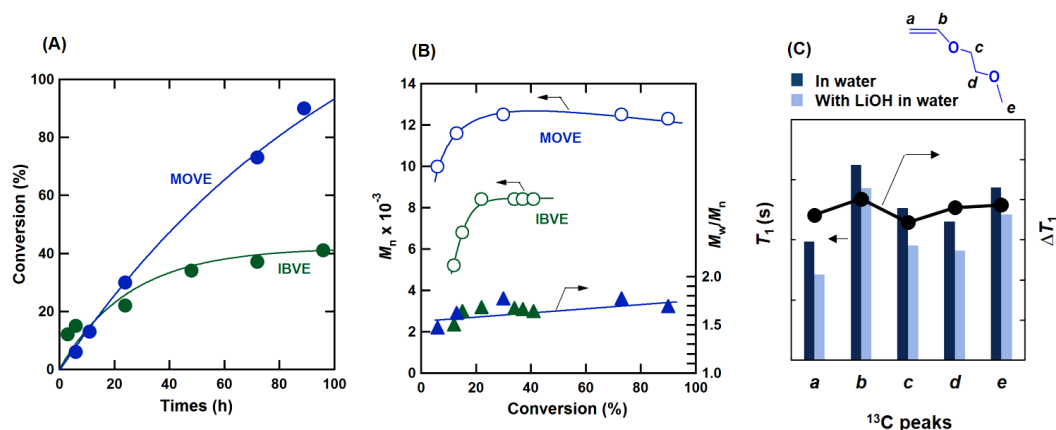 (A)
100
80
60
40
20
0
0 20 40 60 80 100
Conversion (%)
Times (h)
MOVE
IBVE
(B)
14
12
10
8
6
4
2
0
0 20 40 60 80 100
Mn x 10-3
Conversion (%)
MOVE
IBVE
2.0
1.5
1.0
Mw/Mn
(C)
a
b
O
c
d
O
e
In water
With LiOH in water
T1 (s)
ΔT1
a b c d e
13C peaks